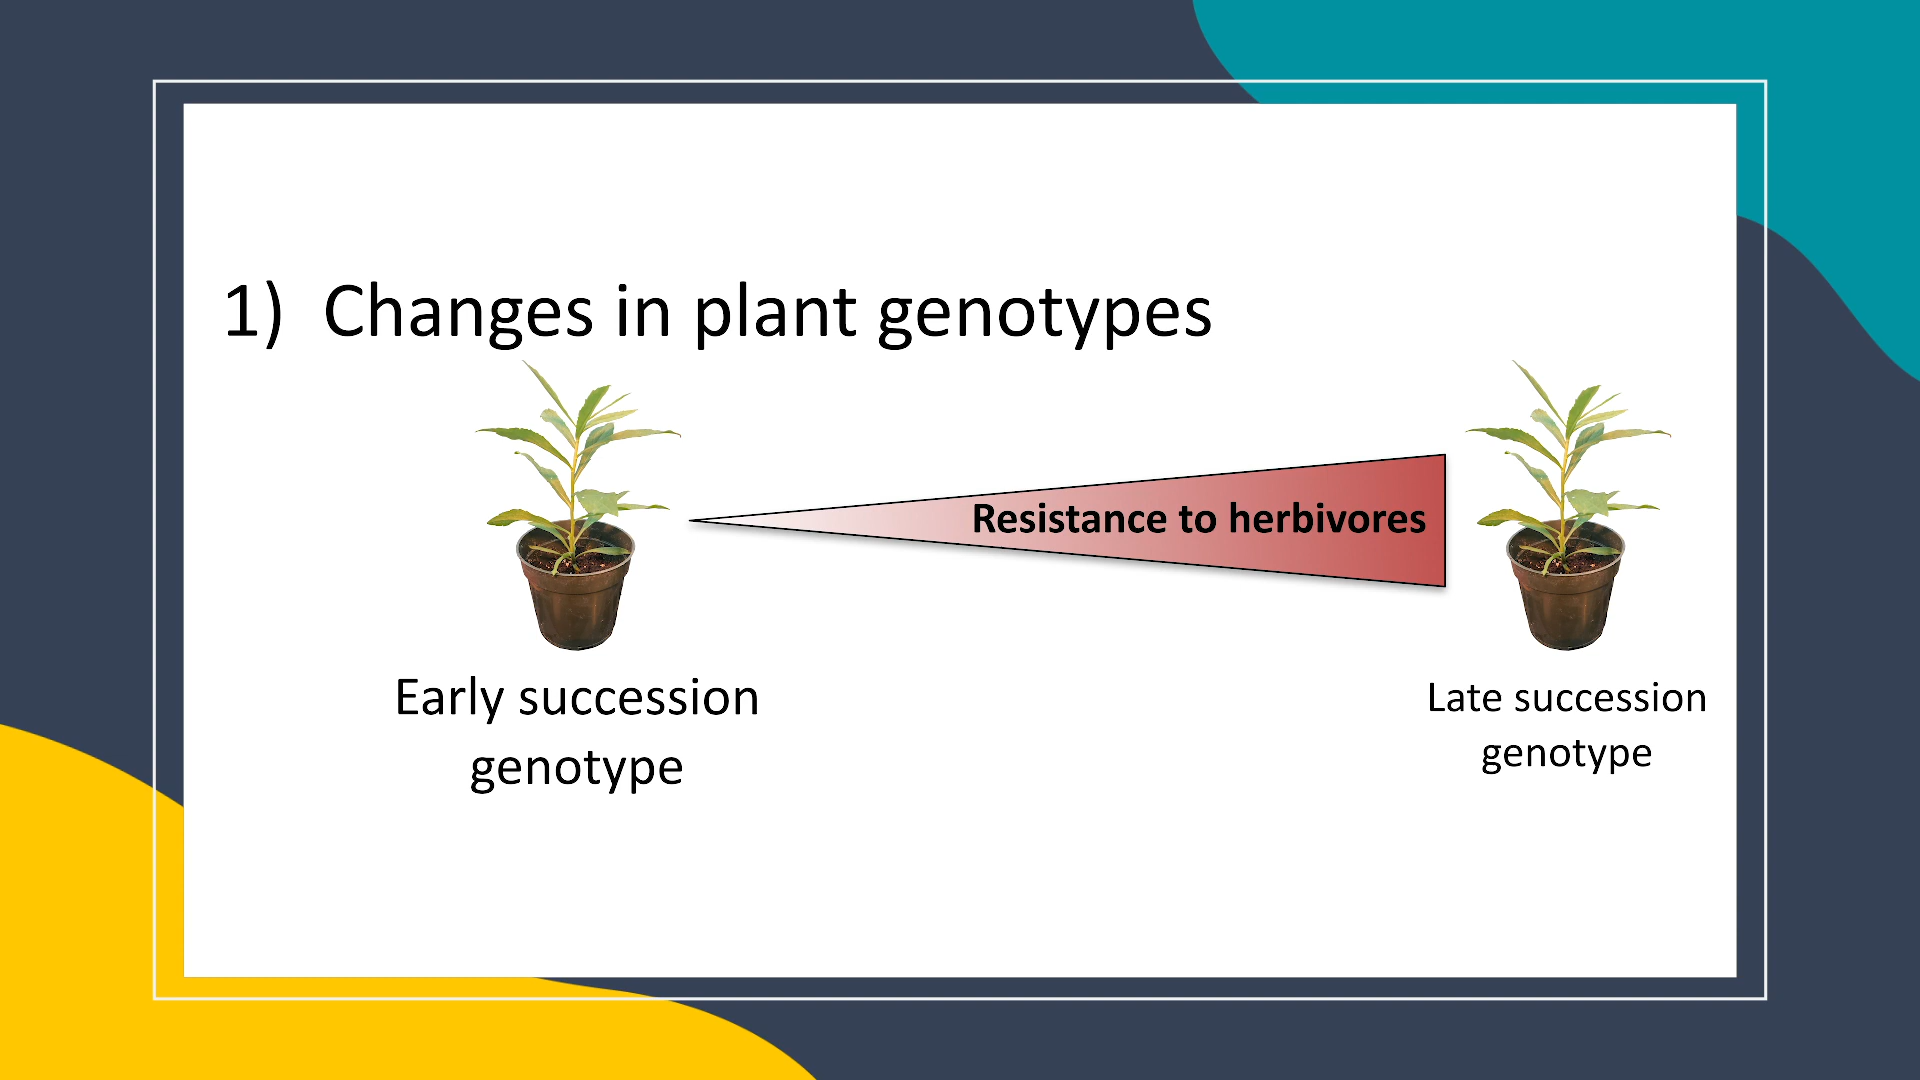 1) Changes in plant genotypes
Resistance to herbivores
Early succession
genotype
Late succession
genotype